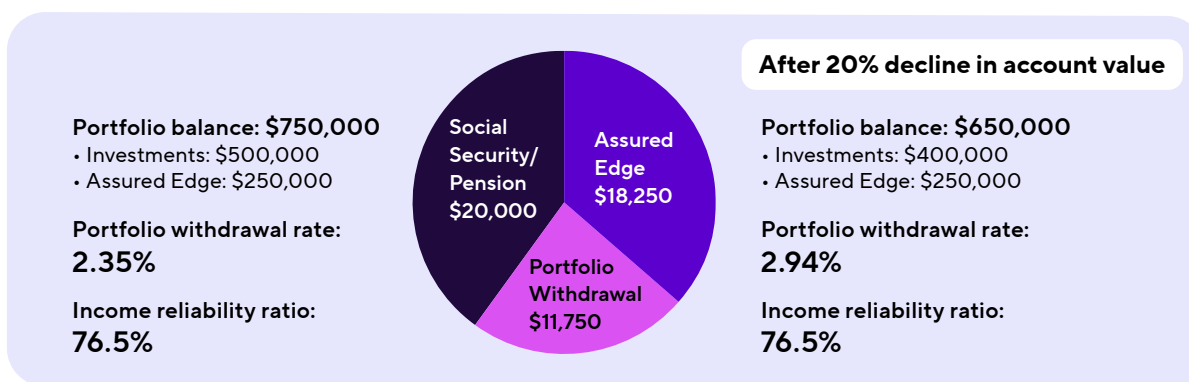 Portfolio balance: $750,000
• Investments: $500,000
• Assured Edge: $250,000
Portfolio withdrawal rate:
2.35%
Income reliability ratio:
76.5%
Social
Security/
Pension
$20,000
Assured
Edge
$18,250
Portfolio
Withdrawal
$11,750
After 20% decline in account value
Portfolio balance: $650,000
• Investments: $400,000
• Assured Edge: $250,000
Portfolio withdrawal rate:
2.94%
Income reliability ratio:
76.5%